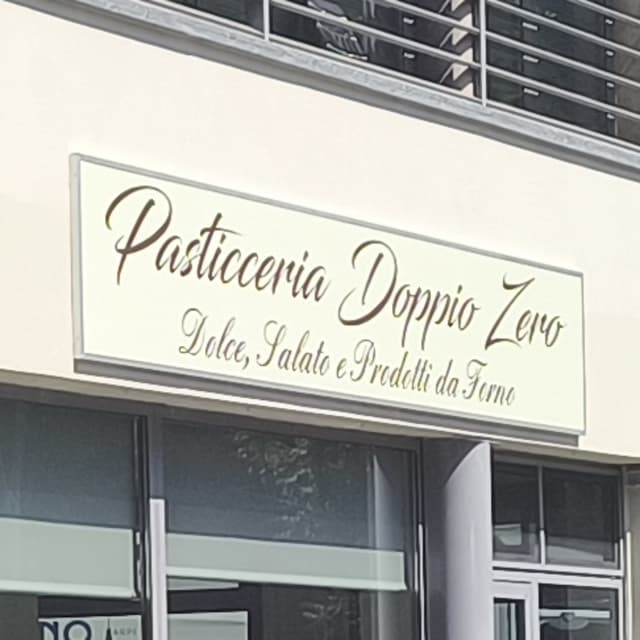 Pasticceria Doppio Zero
Dolce, Salato e Prodotti da Forno